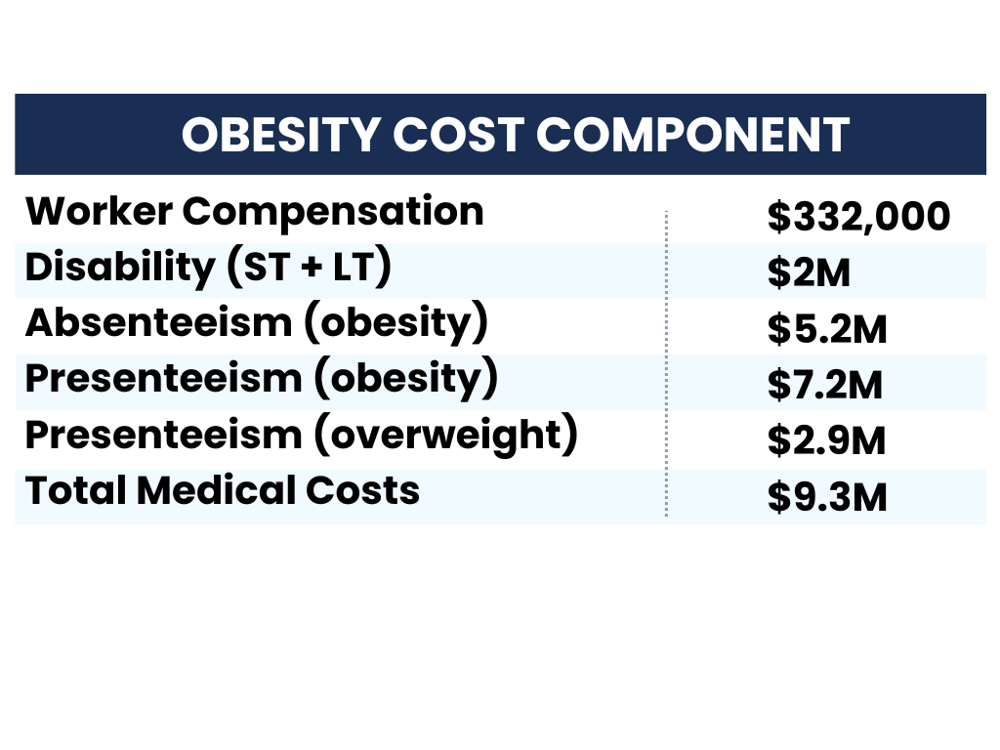 OBESITY COST COMPONENT
Worker Compensation $332,000
Disability (ST + LT) $2M
Absenteeism (obesity) $5.2M
Presenteeism (obesity) $7.2M
Presenteeism (overweight) $2.9M
Total Medical Costs $9.3M